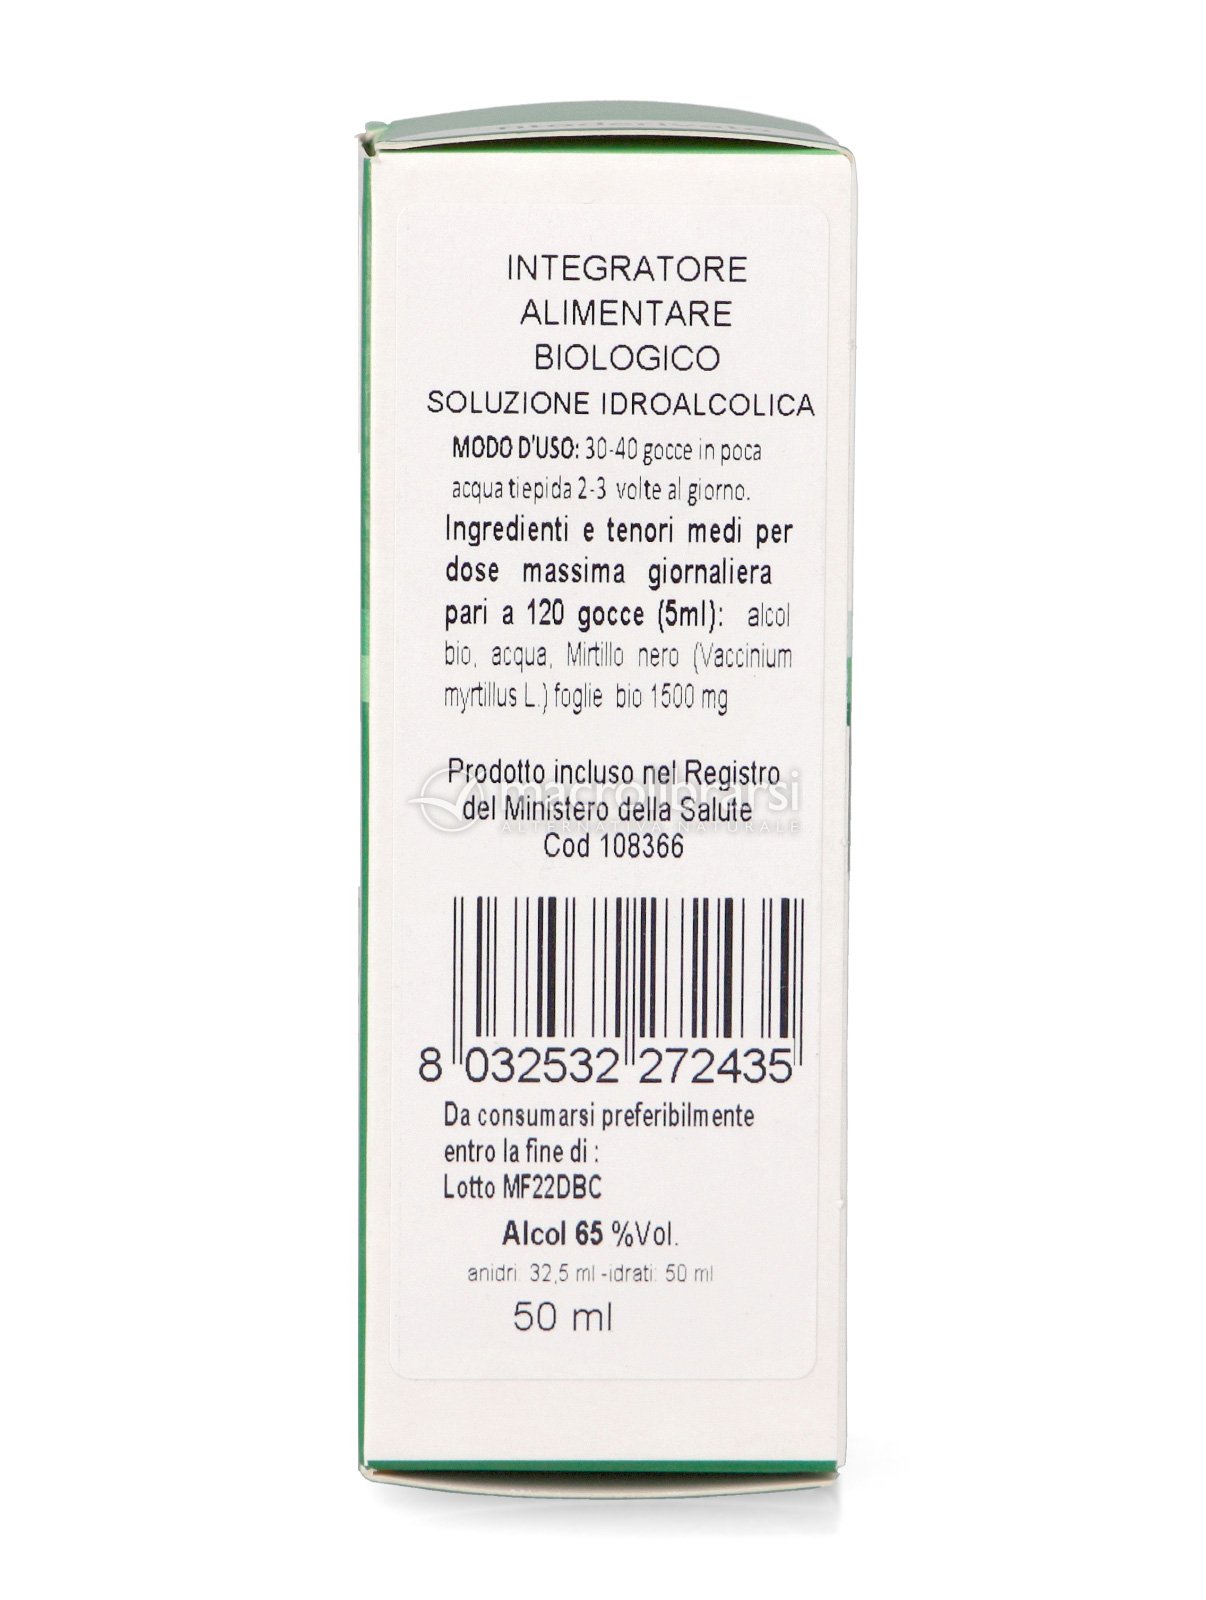 INTEGRATORE
ALIMENTARE
BIOLOGICO
SOLUZIONE IDROALCOLICA
MODO D'USO: 30-40 gocce in poca
acqua tiepida 2-3 volte al giorno.
Ingredienti e tenori medi per
dose massima giornaliera
pari a 120 gocce (5ml): alcol
bio, acqua, Mirtillo nero (Vaccinium
myrtillus L.) foglie bio 1500 mg
Prodotto incluso nel Registro
macrolibrarsi
del Ministero della Salute
ALTERNATIVA NATURALE
Cod 108366
8 032532 272435
Da consumarsi preferibilmente
entro la fine di :
Lotto MF22DBC
Alcol 65 %Vol.
anidri: 32,5 ml -idrati: 50 ml
50 ml